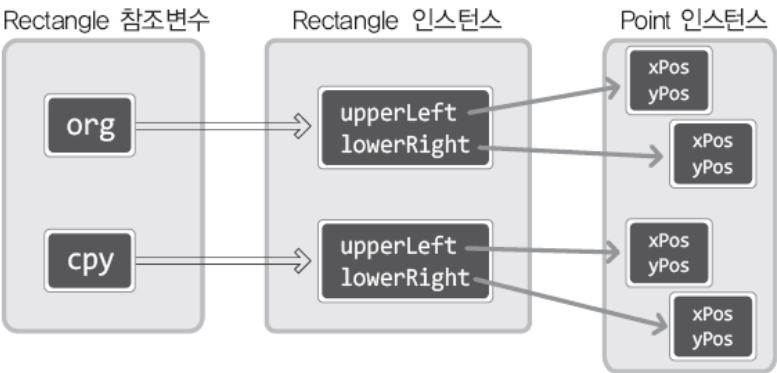 Rectangle 참조변수
Rectangle 인스턴스
Point 인스턴스
org
upperLeft
lowerRight
xPos
yPos
xPos
yPos
cpy
upperLeft
lowerRight
xPos
yPos
xPos
yPos